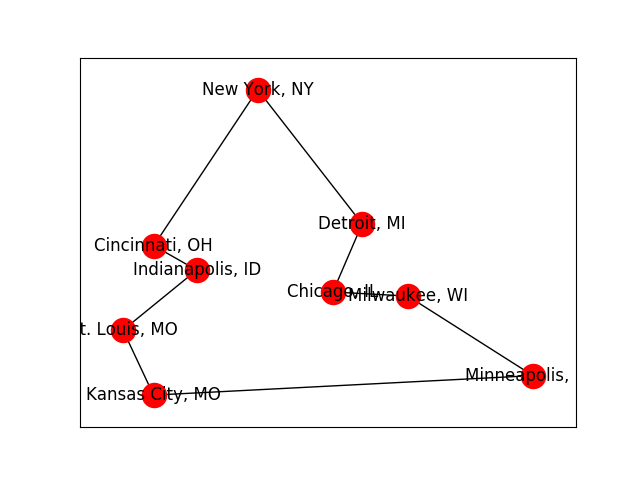 New York, NY
Detroit, MI
Cincinnati, OH
Indianapolis, ID
Chicago, IL
Milwaukee, WI
t. Louis, MO
Minneapolis,
Kansas City, MO